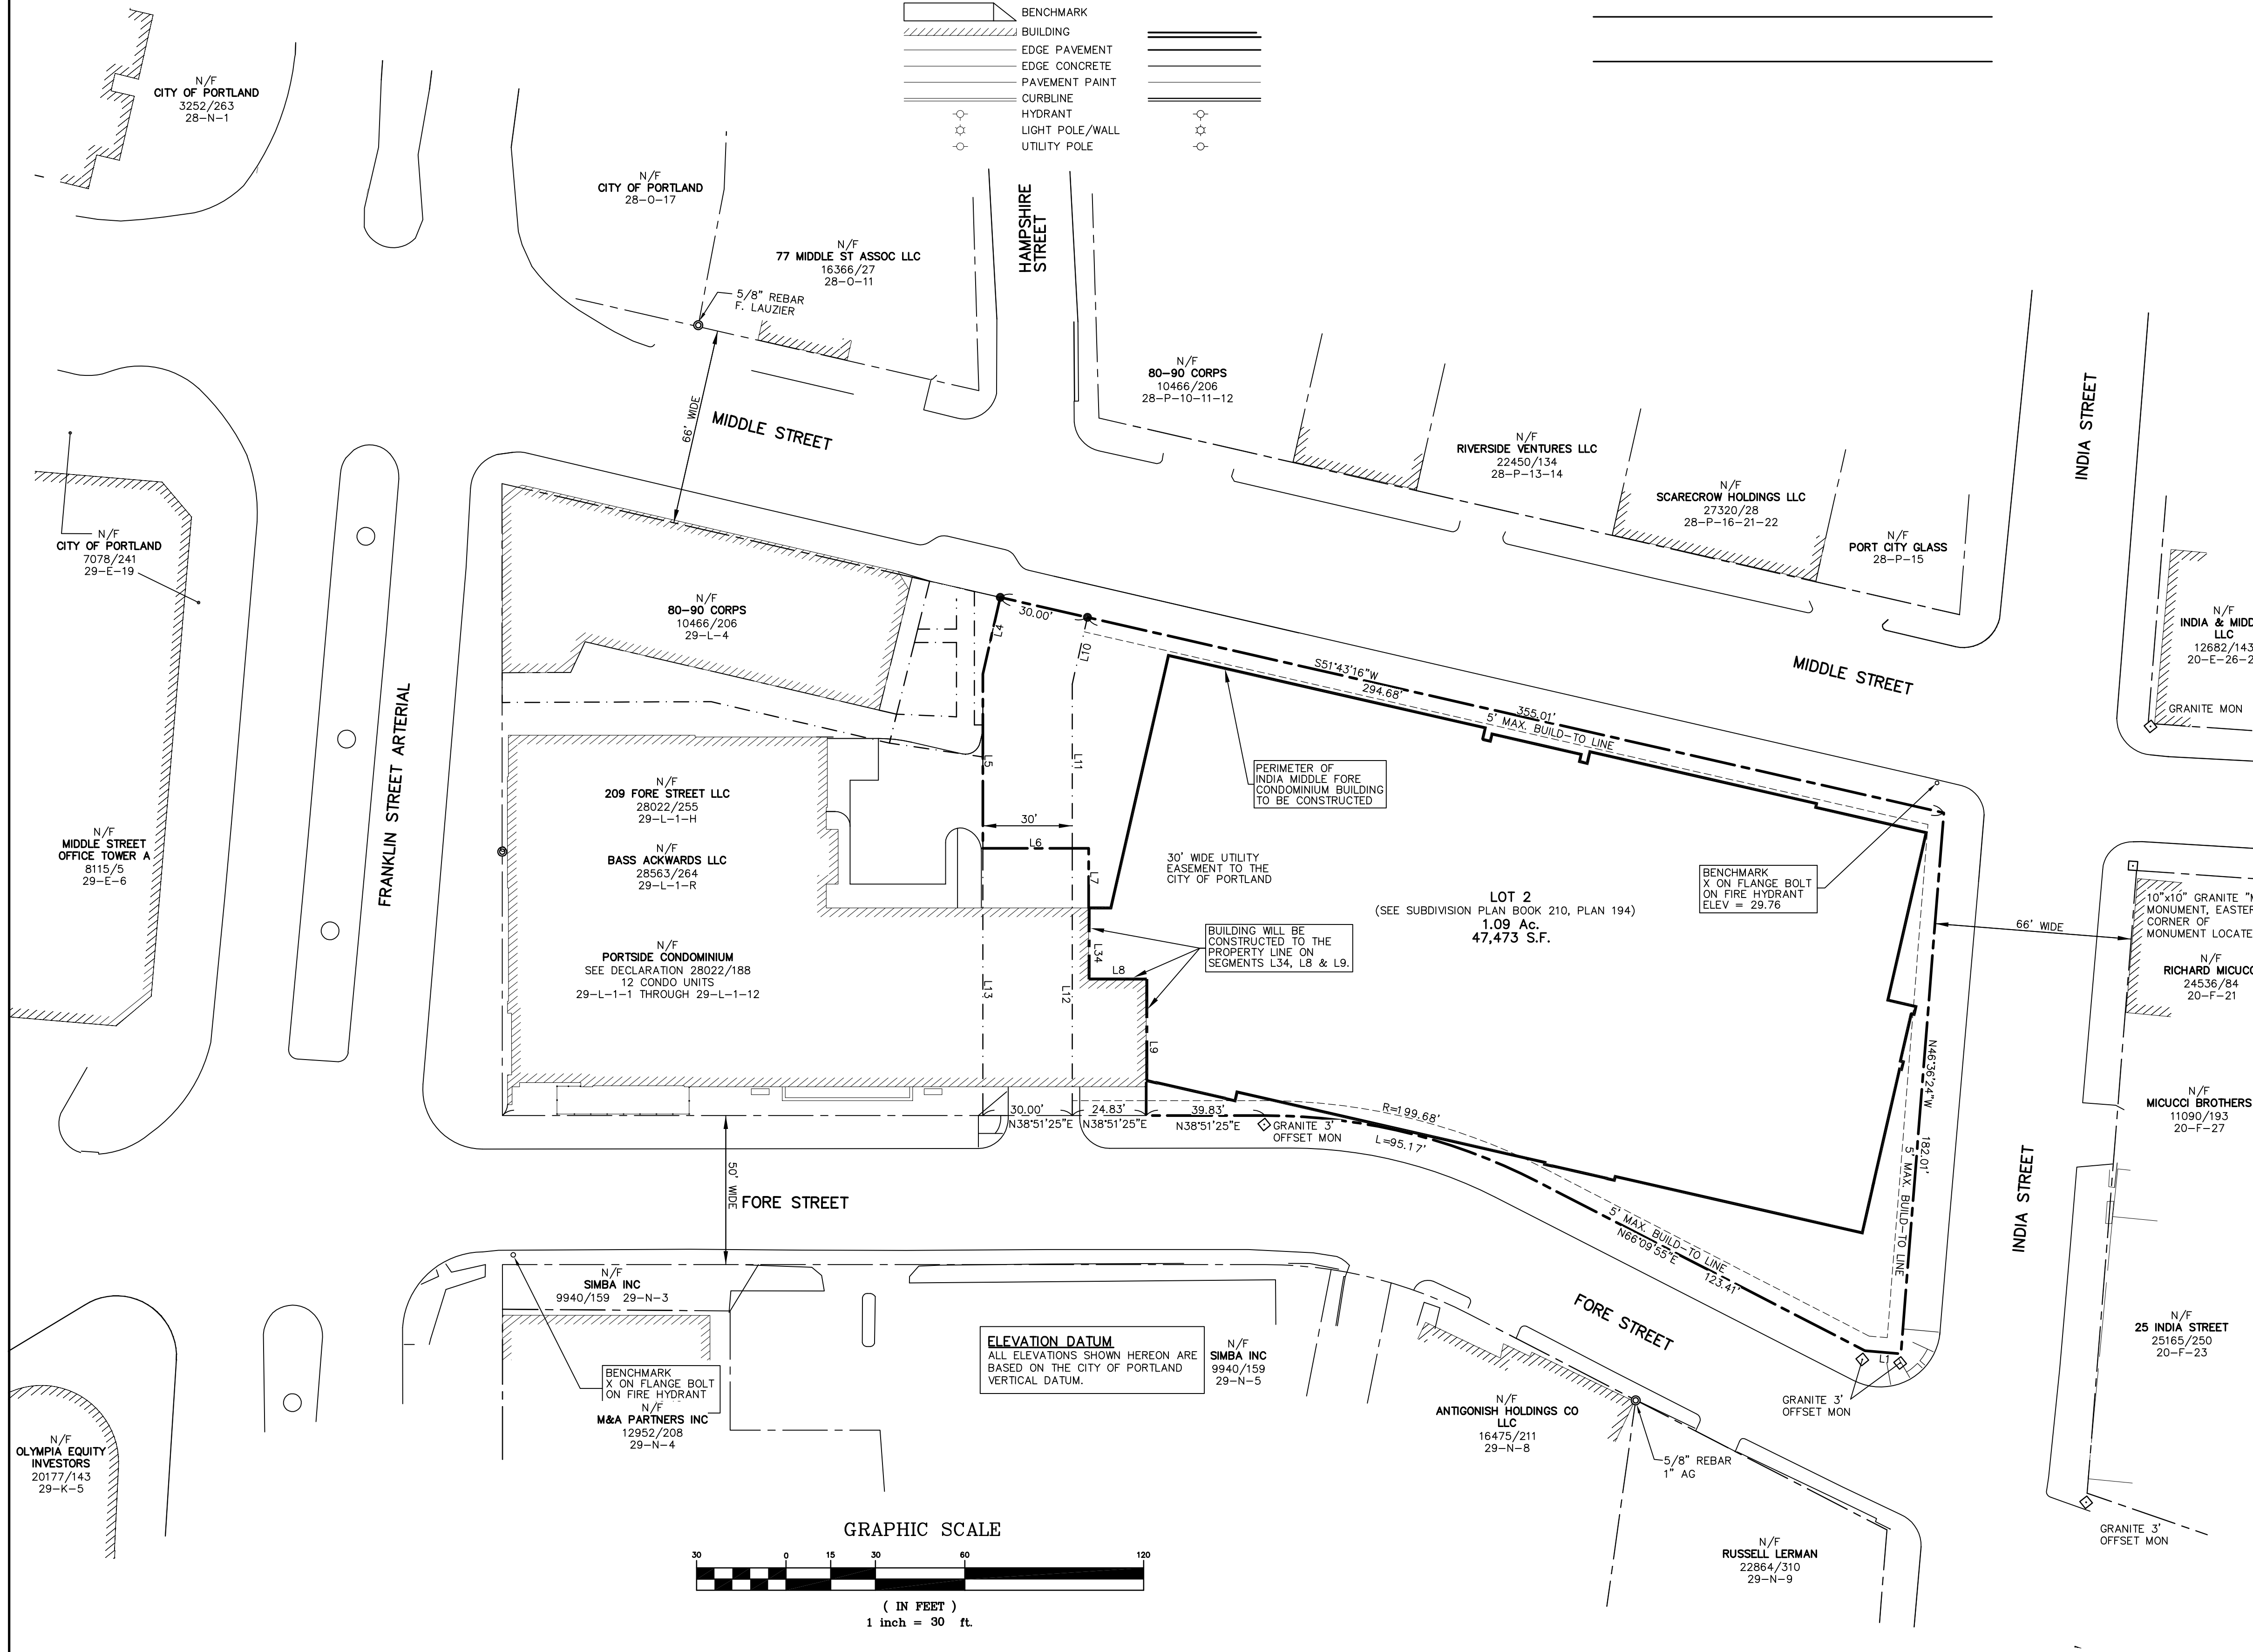 BENCHMARK
BUILDING
EDGE PAVEMENT
EDGE CONCRETE
PAVEMENT PAINT
CURBLINE
HYDRANT
LIGHT POLE/WALL
UTILITY POLE
N/F
CITY OF PORTLAND
3252/263
28-N-1
N/F
CITY OF PORTLAND
28-O-17
N/F
77 MIDDLE ST ASSOC LLC
16366/27
28-O-11
5/8" REBAR
F. LAUZIER
HAMPSHIRE
STREET
66' WIDE
MIDDLE STREET
N/F
80-90 CORPS
10466/206
28-P-10-11-12
N/F
RIVERSIDE VENTURES LLC
22450/134
28-P-13-14
N/F
SCARECROW HOLDINGS LLC
27320/28
28-P-16-21-22
N/F
PORT CITY GLASS
28-P-15
INDIA STREET
N/F
INDIA & MIDD
LLC
12682/143
20-E-26-2
GRANITE MON
MIDDLE STREET
N/F
CITY OF PORTLAND
7078/241
29-E-19
N/F
MIDDLE STREET
OFFICE TOWER A
8115/5
29-E-6
FRANKLIN STREET ARTERIAL
N/F
80-90 CORPS
10466/206
29-L-4
30.00'
L4
L10
L5
L11
30'
L6
L7
L34
L8
L9
L13
L12
S51°43'16"W
294.68'
355.01'
5' MAX. BUILD-TO LINE
PERIMETER OF
INDIA MIDDLE FORE
CONDOMINIUM BUILDING
TO BE CONSTRUCTED
N/F
209 FORE STREET LLC
28022/255
29-L-1-H
N/F
BASS ACKWARDS LLC
28563/264
29-L-1-R
N/F
PORTSIDE CONDOMINIUM
SEE DECLARATION 28022/188
12 CONDO UNITS
29-L-1-1 THROUGH 29-L-1-12
30' WIDE UTILITY
EASEMENT TO THE
CITY OF PORTLAND
LOT 2
(SEE SUBDIVISION PLAN BOOK 210, PLAN 194)
1.09 Ac.
47,473 S.F.
BENCHMARK
X ON FLANGE BOLT
ON FIRE HYDRANT
ELEV = 29.76
BUILDING WILL BE
CONSTRUCTED TO THE
PROPERTY LINE ON
SEGMENTS L34, L8 & L9.
66' WIDE
10"x10" GRANITE "M
MONUMENT, EASTER
CORNER OF
MONUMENT LOCATE
N/F
RICHARD MICUCC
24536/84
20-F-21
N/F
MICUCCI BROTHERS
11090/193
20-F-27
N46°36'24"W
182.01'
5' MAX. BUILD-TO LINE
INDIA STREET
30.00'
N38°51'25"E
24.83'
N38°51'25"E
39.83'
N38°51'25"E
GRANITE 3'
OFFSET MON
R=199.68'
L=95.17'
5' MAX. BUILD-TO LINE
N66°09'55"E
123.41'
50' WIDE
FORE STREET
FORE STREET
L1
GRANITE 3'
OFFSET MON
N/F
SIMBA INC
9940/159 29-N-3
BENCHMARK
X ON FLANGE BOLT
ON FIRE HYDRANT
N/F
M&A PARTNERS INC
12952/208
29-N-4
ELEVATION DATUM
ALL ELEVATIONS SHOWN HEREON ARE
BASED ON THE CITY OF PORTLAND
VERTICAL DATUM.
N/F
SIMBA INC
9940/159
29-N-5
N/F
ANTIGONISH HOLDINGS CO
LLC
16475/211
29-N-8
5/8" REBAR
1" AG
N/F
RUSSELL LERMAN
22864/310
29-N-9
N/F
25 INDIA STREET
25165/250
20-F-23
GRANITE 3'
OFFSET MON
N/F
OLYMPIA EQUITY
INVESTORS
20177/143
29-K-5
GRAPHIC SCALE
30 0 15 30 60 120
( IN FEET )
1 inch = 30 ft.